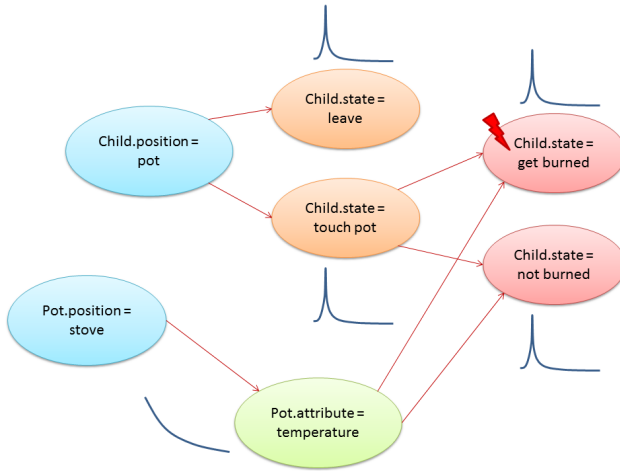 Child.state =
leave
Child.position =
pot
Child.state =
get burned
Child.state =
touch pot
Child.state =
not burned
Pot.position =
stove
Pot.attribute =
temperature